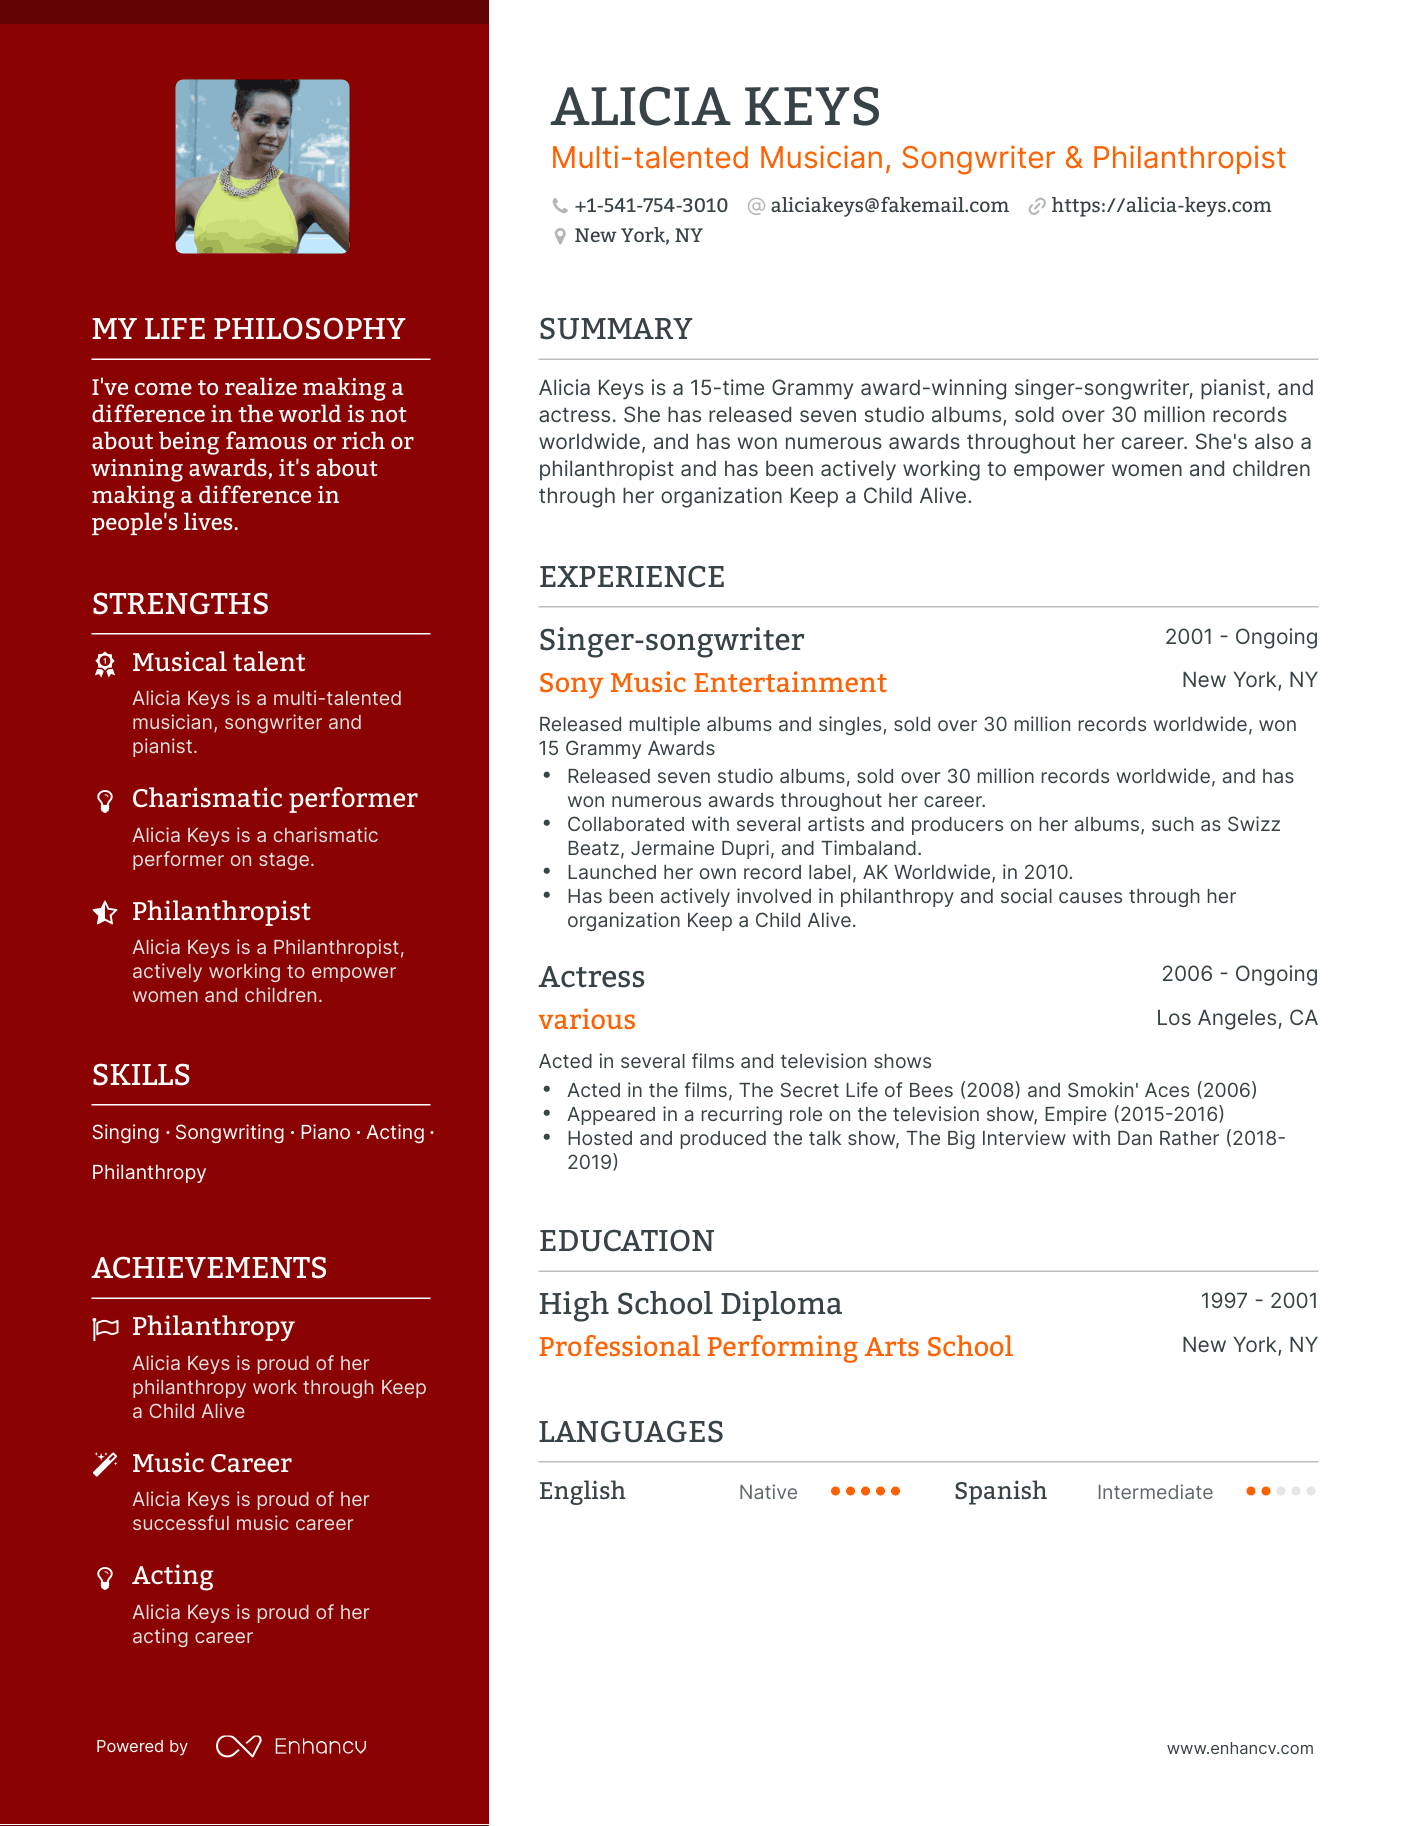 ALICIA KEYS
Multi-talented Musician, Songwriter & Philanthropist
+1-541-754-3010 aliciakeys@fakemail.com https://alicia-keys.com
New York, NY
MY LIFE PHILOSOPHY
I've come to realize making a
difference in the world is not
about being famous or rich or
winning awards, it's about
making a difference in
people's lives.
STRENGTHS
Musical talent
Alicia Keys is a multi-talented
musician, songwriter and
pianist.
Charismatic performer
Alicia Keys is a charismatic
performer on stage.
Philanthropist
Alicia Keys is a Philanthropist,
actively working to empower
women and children.
SKILLS
Singing · Songwriting · Piano · Acting ·
Philanthropy
ACHIEVEMENTS
Philanthropy
Alicia Keys is proud of her
philanthropy work through Keep
a Child Alive
Music Career
Alicia Keys is proud of her
successful music career
Acting
Alicia Keys is proud of her
acting career
Powered by Enhancv
SUMMARY
Alicia Keys is a 15-time Grammy award-winning singer-songwriter, pianist, and
actress. She has released seven studio albums, sold over 30 million records
worldwide, and has won numerous awards throughout her career. She's also a
philanthropist and has been actively working to empower women and children
through her organization Keep a Child Alive.
EXPERIENCE
Singer-songwriter 2001 - Ongoing
Sony Music Entertainment New York, NY
Released multiple albums and singles, sold over 30 million records worldwide, won
15 Grammy Awards
• Released seven studio albums, sold over 30 million records worldwide, and has
won numerous awards throughout her career.
• Collaborated with several artists and producers on her albums, such as Swizz
Beatz, Jermaine Dupri, and Timbaland.
• Launched her own record label, AK Worldwide, in 2010.
• Has been actively involved in philanthropy and social causes through her
organization Keep a Child Alive.
Actress 2006 - Ongoing
various Los Angeles, CA
Acted in several films and television shows
• Acted in the films, The Secret Life of Bees (2008) and Smokin' Aces (2006)
• Appeared in a recurring role on the television show, Empire (2015-2016)
• Hosted and produced the talk show, The Big Interview with Dan Rather (2018-
2019)
EDUCATION
High School Diploma 1997 - 2001
Professional Performing Arts School New York, NY
LANGUAGES
English Native Spanish Intermediate
www.enhancv.com